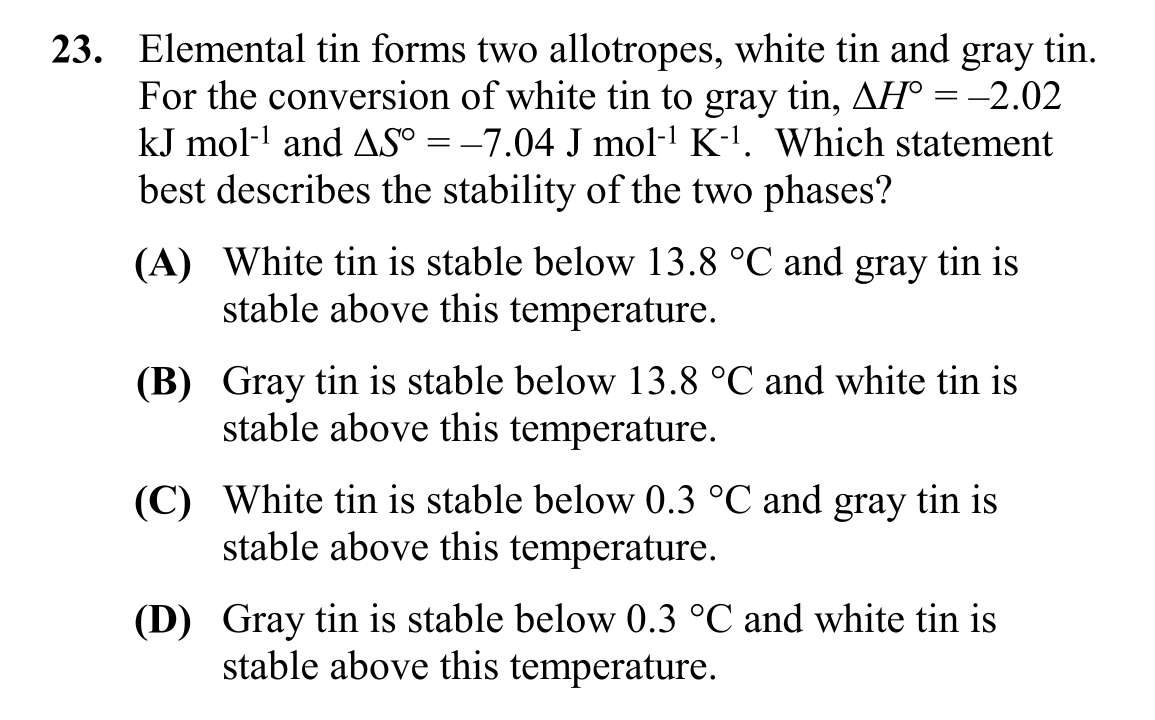 23. Elemental tin forms two allotropes, white tin and gray tin.
For the conversion of white tin to gray tin, ΔH° = –2.02
kJ mol⁻¹ and ΔS° = –7.04 J mol⁻¹ K⁻¹. Which statement
best describes the stability of the two phases?
(A) White tin is stable below 13.8 °C and gray tin is
stable above this temperature.
(B) Gray tin is stable below 13.8 °C and white tin is
stable above this temperature.
(C) White tin is stable below 0.3 °C and gray tin is
stable above this temperature.
(D) Gray tin is stable below 0.3 °C and white tin is
stable above this temperature.